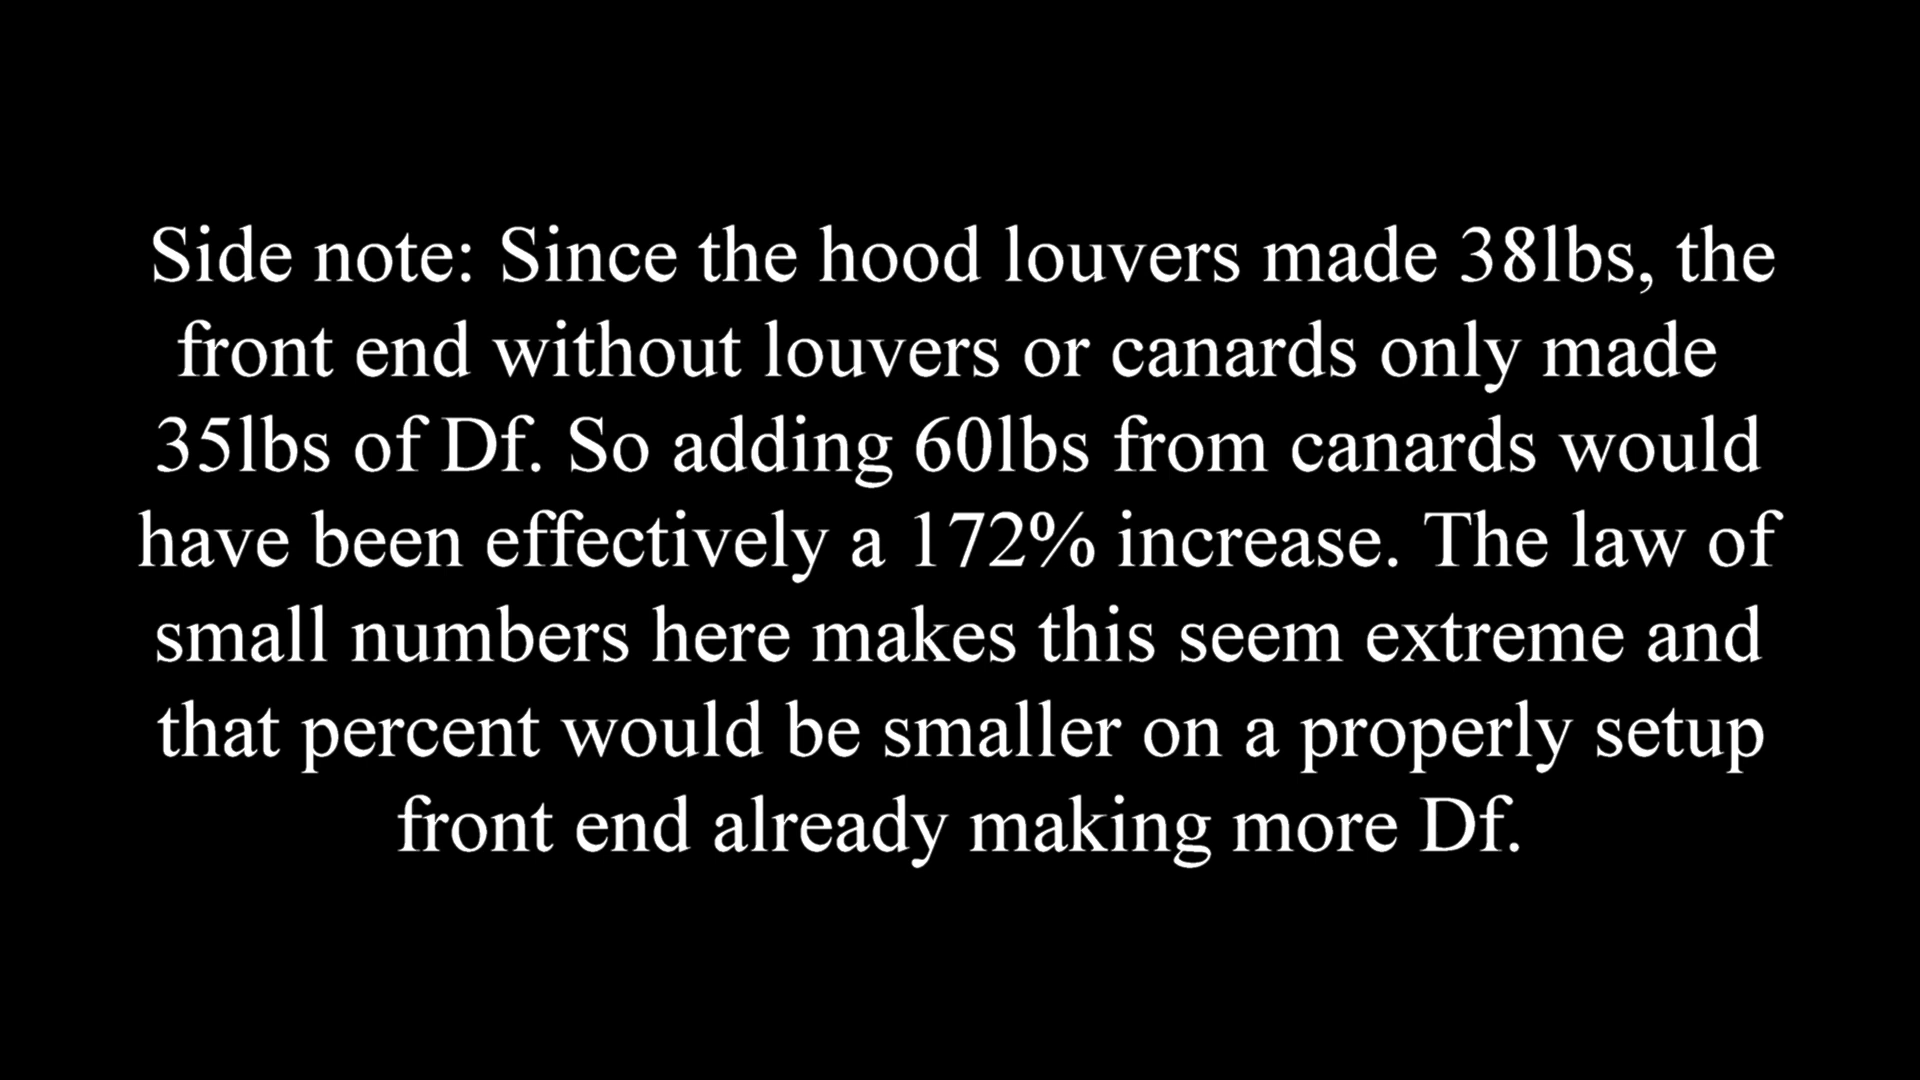 Side note: Since the hood louvers made 38lbs, the
front end without louvers or canards only made
35lbs of Df. So adding 60lbs from canards would
have been effectively a 172% increase. The law of
small numbers here makes this seem extreme and
that percent would be smaller on a properly setup
front end already making more Df.